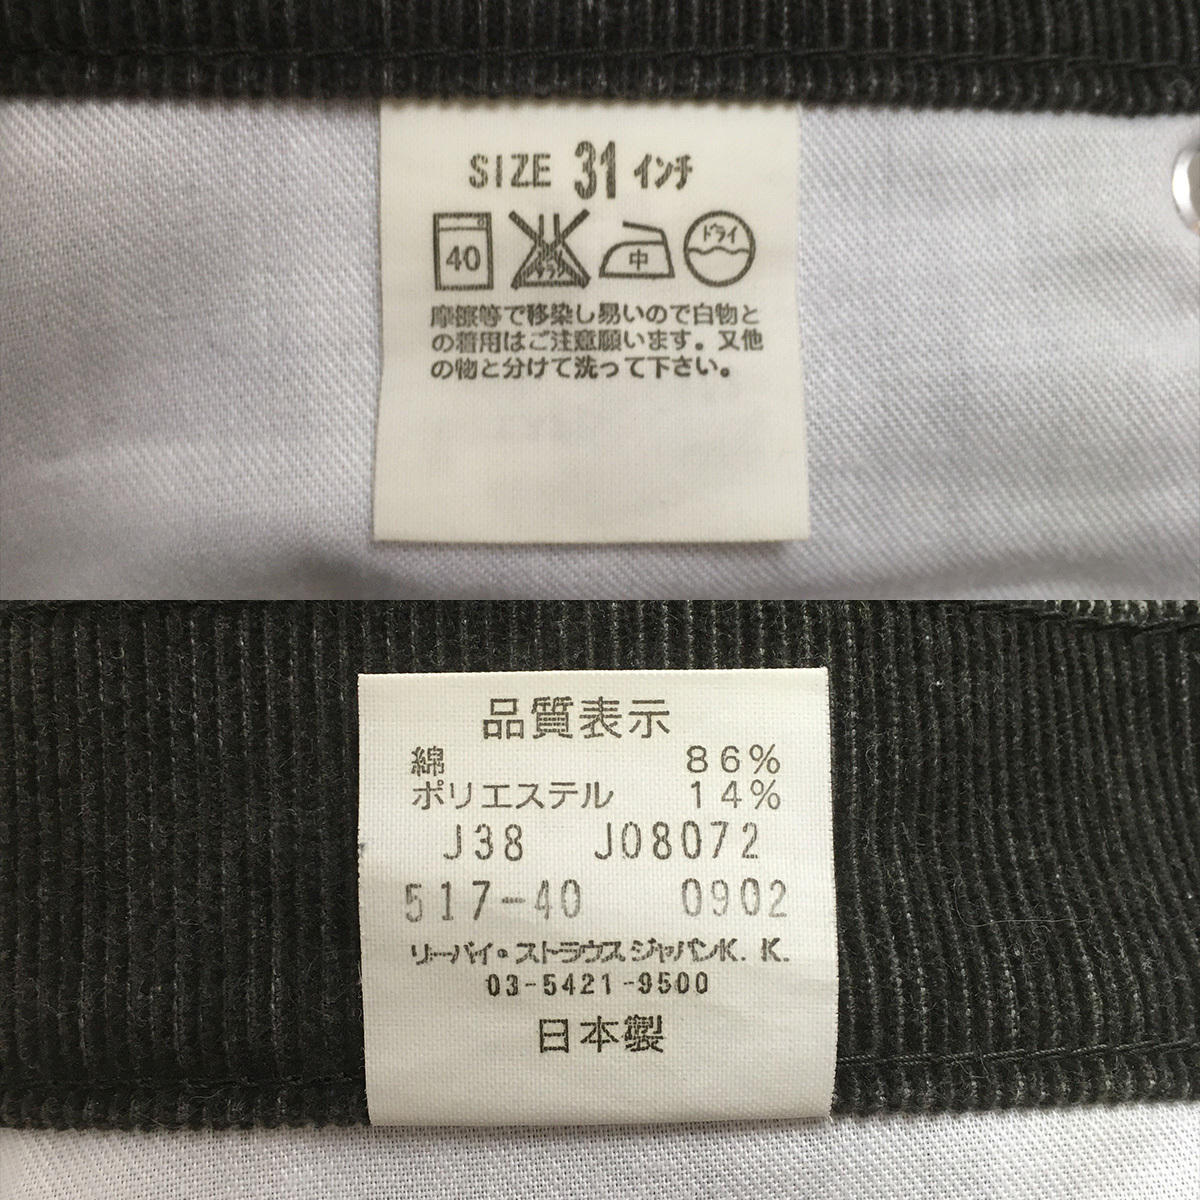 SIZE 31 インチ
40 サラシ 中 ドライ
摩擦等で移染し易いので白物と
の着用はご注意願います。又他
の物と分けて洗って下さい。
品質表示
綿 86%
ポリエステル 14%
J38 J08072
517-40 0902
リーバイ・ストラウスジャパンK. K.
03-5421-9500
日本製